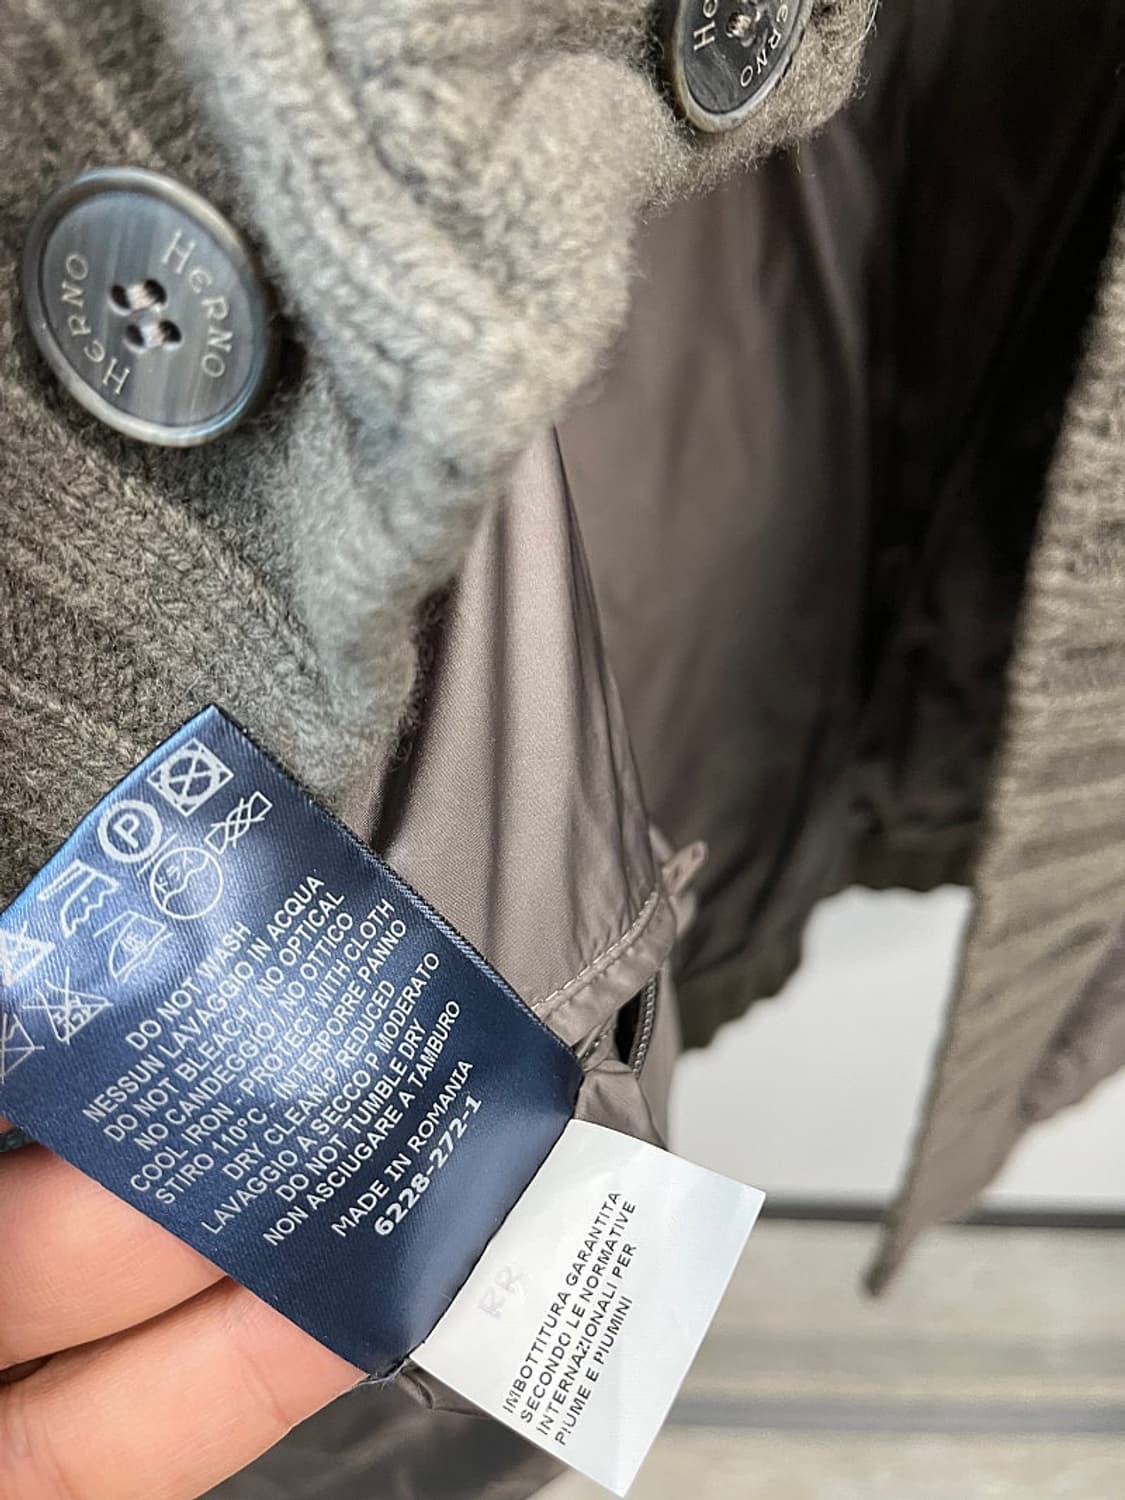 HERNO
HERNO
HERNO
P
DO NOT WASH
NESSUN LAVAGGIO IN ACQUA
DO NOT BLEACH / NO OPTICAL
NO CANDEGGIO / NO OTTICO
COOL IRON - PROTECT WITH CLOTH
STIRO 110°C - INTERPORRE PANNO
DRY CLEAN-P REDUCED
LAVAGGIO A SECCO P MODERATO
DO NOT TUMBLE DRY
NON ASCIUGARE A TAMBURO
MADE IN ROMANIA
6228-272-1
RR
IMBOTTITURA GARANTITA
SECONDO LE NORMATIVE
INTERNAZIONALI PER
PIUME E PIUMINI